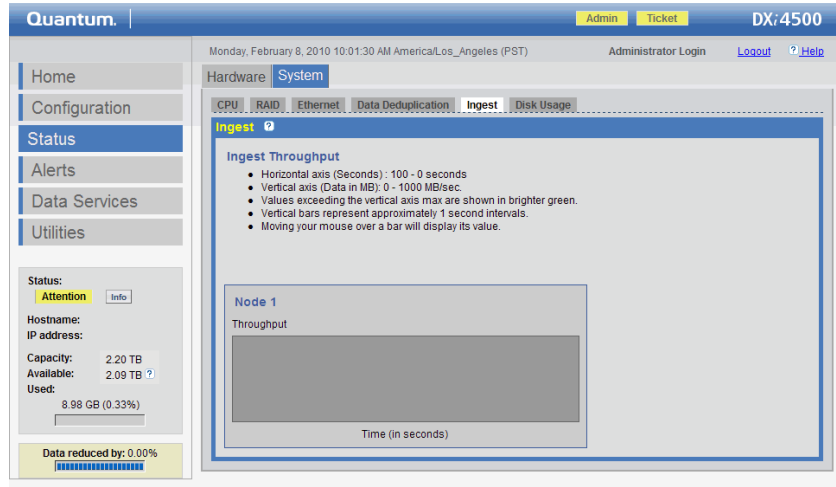 Quantum.
Admin Ticket
DXi4500
Monday, February 8, 2010 10:01:30 AM America/Los_Angeles (PST)
Administrator Login Logout ? Help
Home
Configuration
Status
Alerts
Data Services
Utilities
Status:
Attention Info
Hostname:
IP address:
Capacity: 2.20 TB
Available: 2.09 TB ?
Used:
8.98 GB (0.33%)
Data reduced by: 0.00%
Hardware System
CPU RAID Ethernet Data Deduplication Ingest Disk Usage
Ingest ?
Ingest Throughput
• Horizontal axis (Seconds) : 100 - 0 seconds
• Vertical axis (Data in MB): 0 - 1000 MB/sec.
• Values exceeding the vertical axis max are shown in brighter green.
• Vertical bars represent approximately 1 second intervals.
• Moving your mouse over a bar will display its value.
Node 1
Throughput
Time (in seconds)